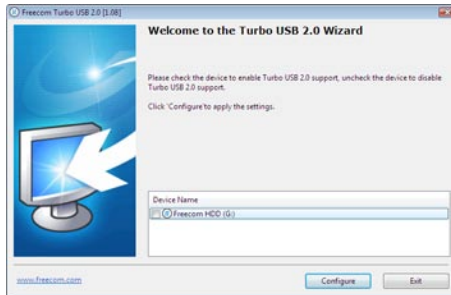 Freecom Turbo USB 2.0 [1.08]
Welcome to the Turbo USB 2.0 Wizard
Please check the device to enable Turbo USB 2.0 support, uncheck the device to disable
Turbo USB 2.0 support.
Click 'Configure' to apply the settings.
Device Name
Freecom HDD (G:)
www.freecom.com
Configure
Exit